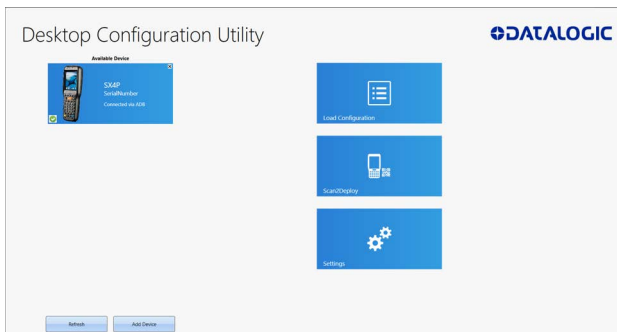 Desktop Configuration Utility
DATALOGIC
Available Device
SX4P
SerialNumber
Connected via ADB
Load Configuration
Scan2Deploy
Settings
Refresh
Add Device